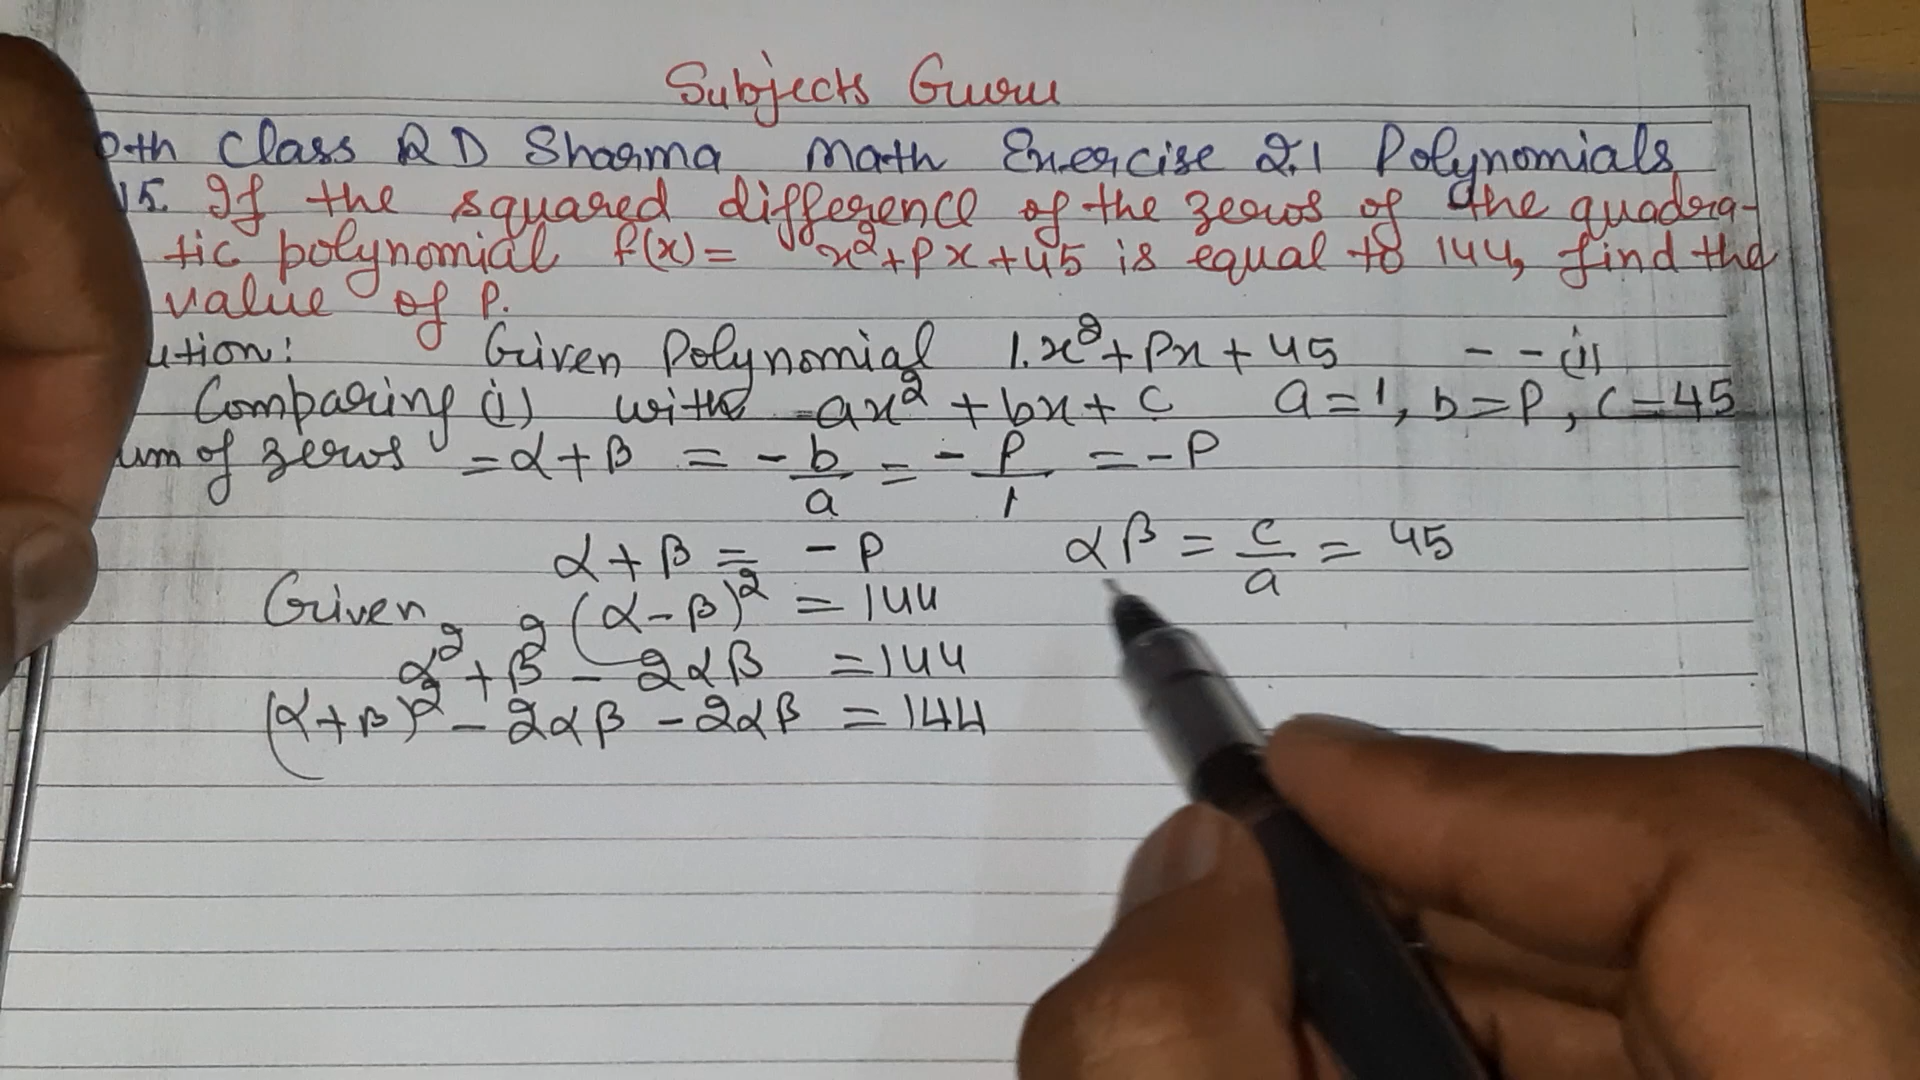 Subjects Guru
0th Class RD Sharma Math Exercise 2.1 Polynomials
15. If the squared difference of the zeros of the quadra-
tic polynomial f(x) = x²+px+45 is equal to 144, find the
value of p.
ution: Given Polynomial 1.x²+px+45 - - (i)
Comparing (i) with ax²+bx+c a=1, b=p, c=45
um of zeros = α+β = -b/a = -p/1 = -p
α+β = -p αβ = c/a = 45
Given (α-β)² = 144
α²+β²-2αβ = 144
(α+β)²-2αβ-2αβ = 144